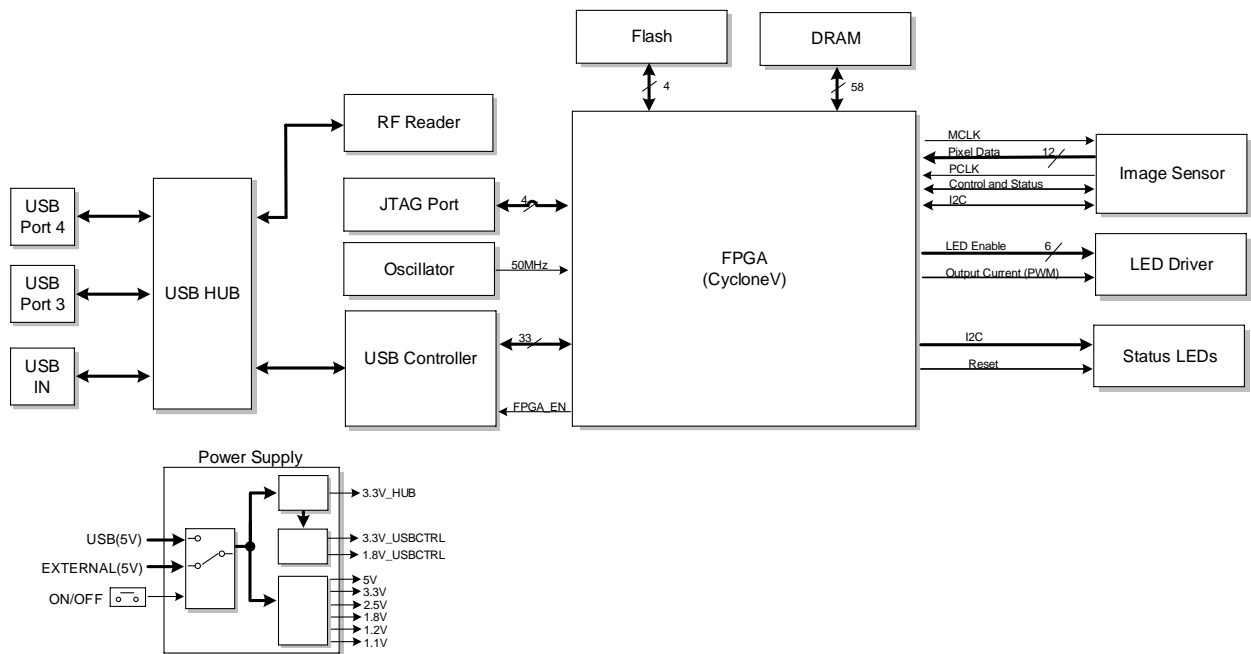 Flash
DRAM
4
58
RF Reader
MCLK
Pixel Data
12
PCLK
Control and Status
I2C
Image Sensor
USB
Port 4
JTAG Port
4
FPGA
(CycloneV)
LED Enable
6
Output Current (PWM)
LED Driver
Oscillator
50MHz
USB
Port 3
USB HUB
USB Controller
33
FPGA_EN
I2C
Reset
Status LEDs
USB
IN
Power Supply
3.3V_HUB
USB(5V)
3.3V_USBCTRL
1.8V_USBCTRL
EXTERNAL(5V)
ON/OFF
5V
3.3V
2.5V
1.8V
1.2V
1.1V